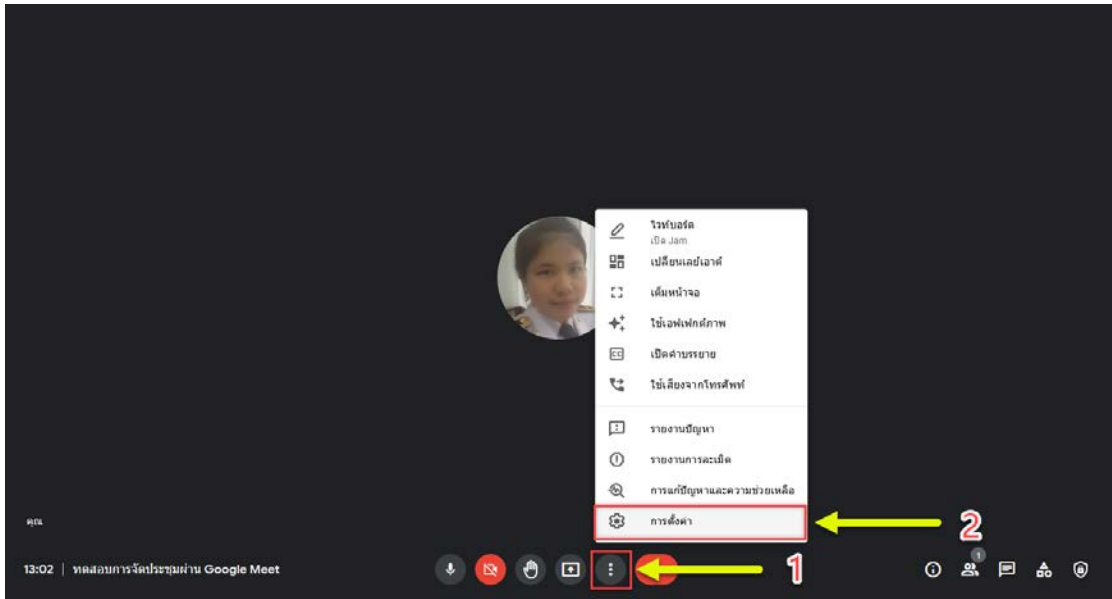 ไวท์บอร์ด
เปิด Jam
เปลี่ยนเลย์เอาต์
เต็มหน้าจอ
ใช้เอฟเฟกต์ภาพ
เปิดคำบรรยาย
ใช้เสียงจากโทรศัพท์
รายงานปัญหา
รายงานการละเมิด
การแก้ปัญหาและความช่วยเหลือ
การตั้งค่า
2
คุณ
13:02 | ทดสอบการจัดประชุมผ่าน Google Meet
1
1